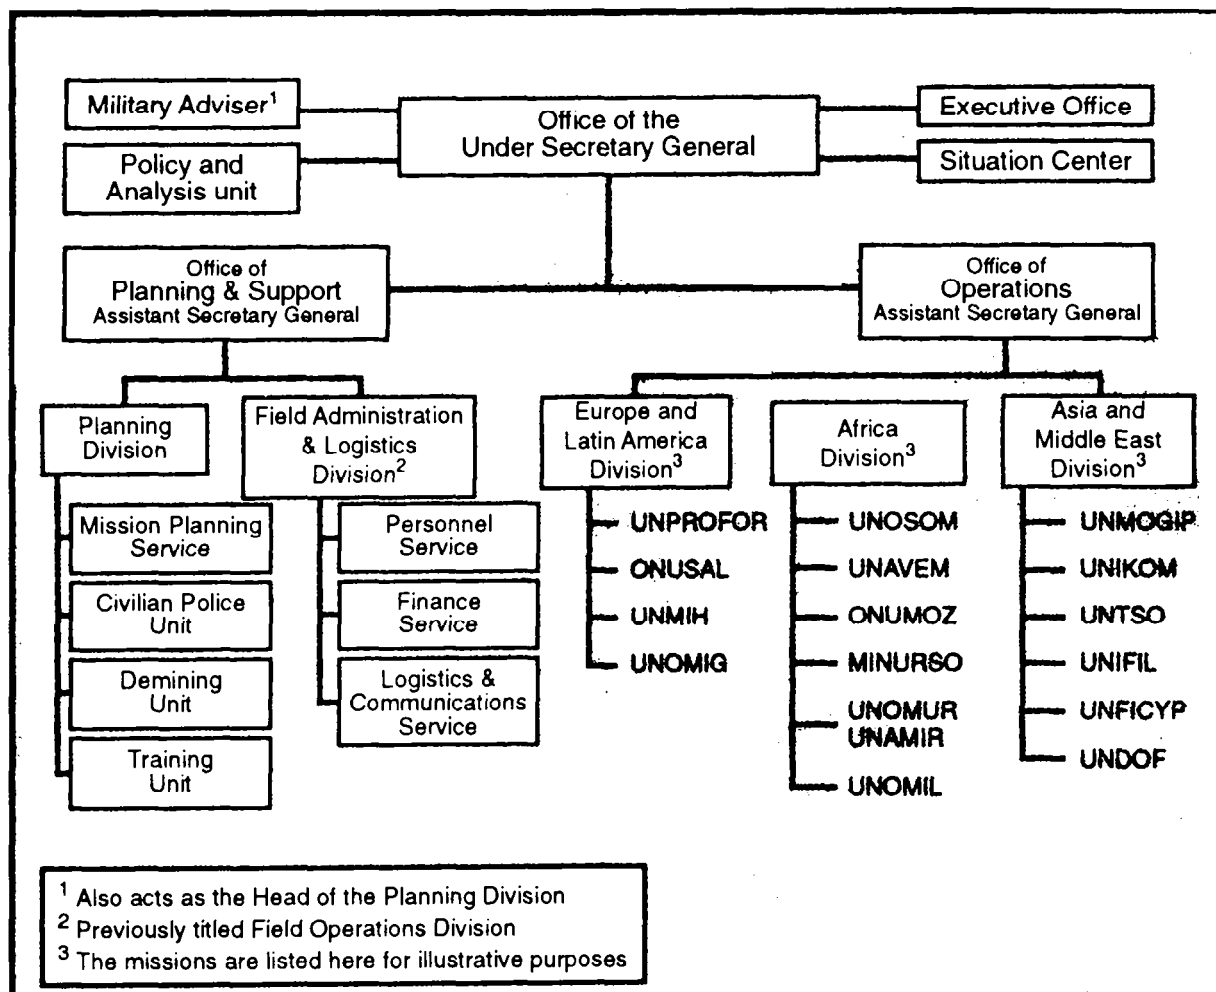 Military Adviser1
Office of the
Under Secretary General
Executive Office
Policy and
Analysis unit
Situation Center
Office of
Planning & Support
Assistant Secretary General
Office of
Operations
Assistant Secretary General
Planning
Division
Field Administration
& Logistics
Division2
Europe and
Latin America
Division3
Africa
Division3
Asia and
Middle East
Division3
Mission Planning
Service
Civilian Police
Unit
Demining
Unit
Training
Unit
Personnel
Service
Finance
Service
Logistics &
Communications
Service
UNPROFOR
ONUSAL
UNMIH
UNOMIG
UNOSOM
UNAVEM
ONUMOZ
MINURSO
UNOMUR
UNAMIR
UNOMIL
UNMOGIP
UNIKOM
UNTSO
UNIFIL
UNFICYP
UNDOF
1 Also acts as the Head of the Planning Division
2 Previously titled Field Operations Division
3 The missions are listed here for illustrative purposes